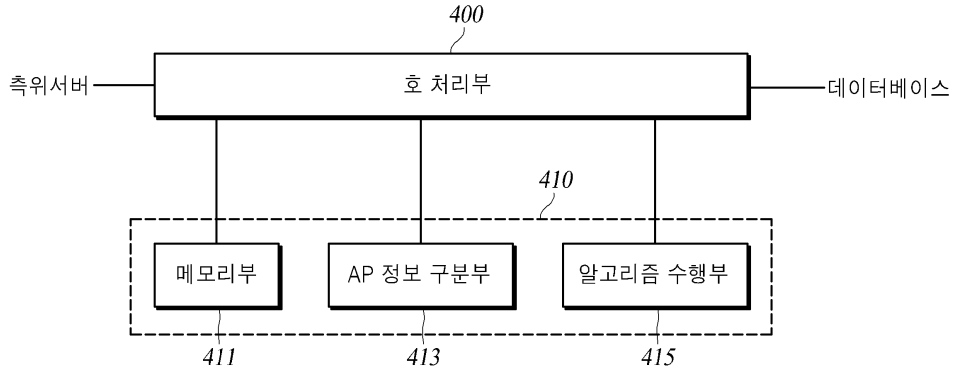 400
측위서버
호 처리부
데이터베이스
410
메모리부
AP 정보 구분부
알고리즘 수행부
411
413
415